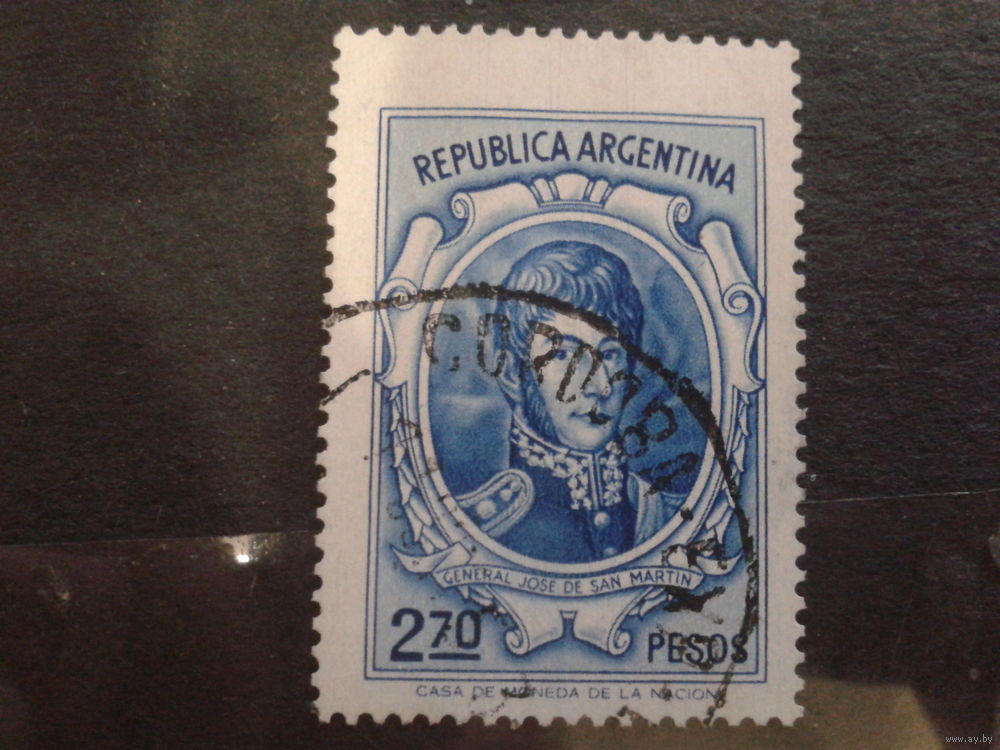 REPUBLICA ARGENTINA
CORDOBA
GENERAL JOSE DE SAN MARTIN
2.70 PESOS
CASA DE MONEDA DE LA NACION
www.ay.by